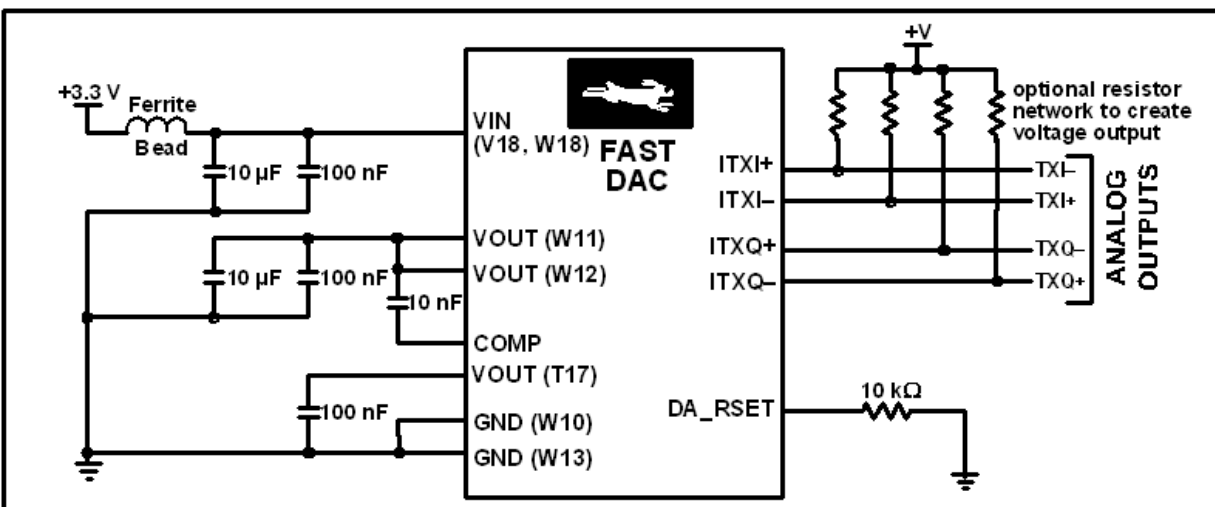 +V
+3.3 V
Ferrite
Bead
10 µF
100 nF
VIN
(V18, W18)
FAST
DAC
optional resistor
network to create
voltage output
ITXI+
TXI–
ITXI–
TXI+
ITXQ+
TXQ–
ITXQ–
TXQ+
ANALOG
OUTPUTS
VOUT (W11)
10 µF
100 nF
VOUT (W12)
10 nF
COMP
VOUT (T17)
100 nF
GND (W10)
GND (W13)
DA_RSET
10 kΩ